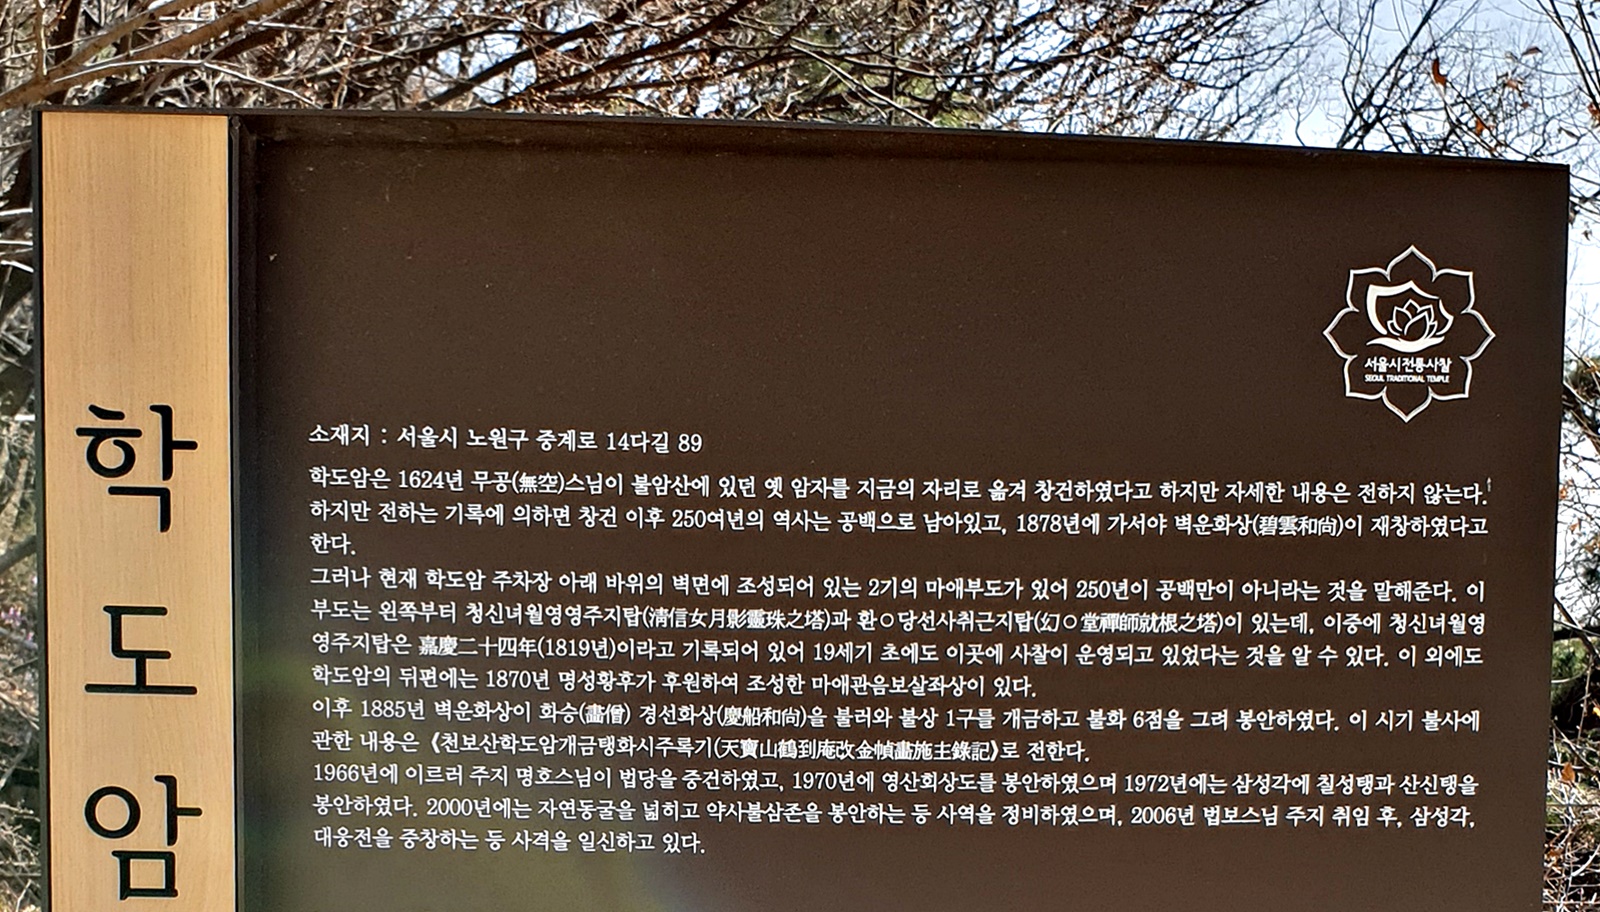 학
도
암
서울시전통사찰
SEOUL TRADITIONAL TEMPLE
소재지 : 서울시 노원구 중계로 14다길 89
학도암은 1624년 무공(無空)스님이 불암산에 있던 옛 암자를 지금의 자리로 옮겨 창건하였다고 하지만 자세한 내용은 전하지 않는다.
하지만 전하는 기록에 의하면 창건 이후 250여년의 역사는 공백으로 남아있고, 1878년에 가서야 벽운화상(碧雲和尙)이 재창하였다고
한다.
그러나 현재 학도암 주차장 아래 바위의 벽면에 조성되어 있는 2기의 마애부도가 있어 250년이 공백만이 아니라는 것을 말해준다. 이
부도는 왼쪽부터 청신녀월영영주지탑(淸信女月影靈珠之塔)과 환ㅇ당선사취근지탑(幻ㅇ堂禪師就根之塔)이 있는데, 이중에 청신녀월영
영주지탑은 嘉慶二十四年(1819년)이라고 기록되어 있어 19세기 초에도 이곳에 사찰이 운영되고 있었다는 것을 알 수 있다. 이 외에도
학도암의 뒤편에는 1870년 명성황후가 후원하여 조성한 마애관음보살좌상이 있다.
이후 1885년 벽운화상이 화승(畵僧) 경선화상(慶船和尙)을 불러와 불상 1구를 개금하고 불화 6점을 그려 봉안하였다. 이 시기 불사에
관한 내용은 《천보산학도암개금탱화시주록기(天寶山鶴到庵改金幀畵施主錄記)》로 전한다.
1966년에 이르러 주지 명호스님이 법당을 중건하였고, 1970년에 영산회상도를 봉안하였으며 1972년에는 삼성각에 칠성탱과 산신탱을
봉안하였다. 2000년에는 자연동굴을 넓히고 약사불삼존을 봉안하는 등 사역을 정비하였으며, 2006년 법보스님 주지 취임 후, 삼성각,
대웅전을 중창하는 등 사격을 일신하고 있다.